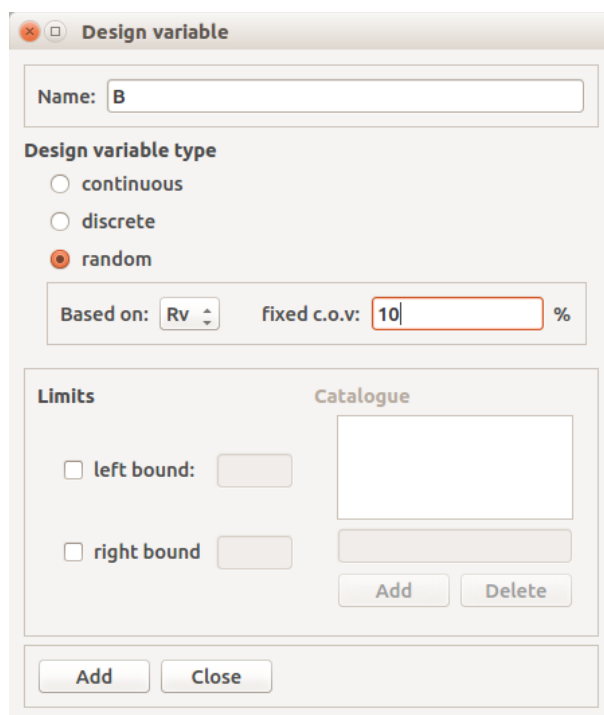 Design variable
Name: B
Design variable type
continuous
discrete
random
Based on: Rv fixed c.o.v: 10 %
Limits Catalogue
left bound:
right bound
Add Delete
Add Close